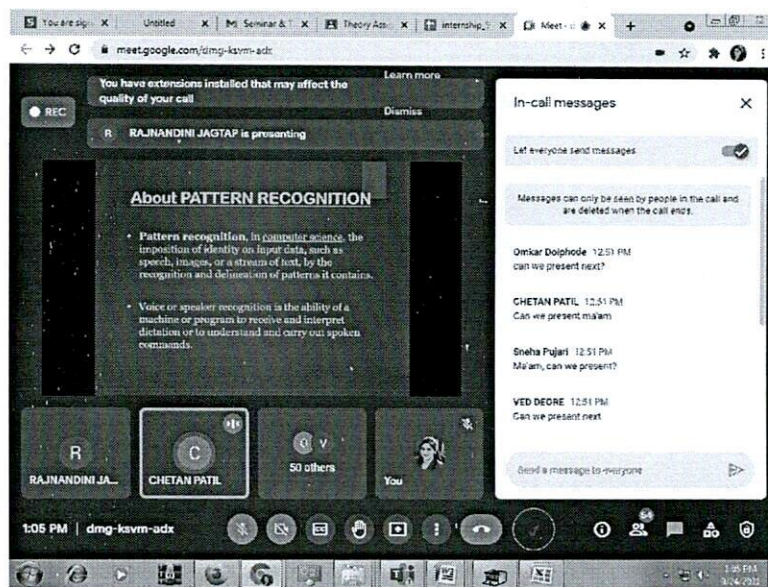 You are sig
Untitled
Seminar & T
Theory Ass
internship_
Meet - d
meet.google.com/dmg-ksvm-adx
REC
You have extensions installed that may affect the
quality of your call
Learn more
Dismiss
R
RAJNANDINI JAGTAP is presenting
About PATTERN RECOGNITION
• Pattern recognition, in computer science, the
imposition of identity on input data, such as
speech, images, or a stream of text, by the
recognition and delineation of patterns it contains.
• Voice or speaker recognition is the ability of a
machine or program to receive and interpret
dictation or to understand and carry out spoken
commands.
R
RAJNANDINI JA...
C
CHETAN PATIL
V
50 others
You
1:05 PM | dmg-ksvm-adx
In-call messages
Let everyone send messages
Messages can only be seen by people in the call and
are deleted when the call ends.
Omkar Dolphode 12:51 PM
can we present next?
CHETAN PATIL 12:51 PM
Can we present ma'am
Sneha Pujari 12:51 PM
Ma'am, can we present?
VED DEORE 12:51 PM
Can we present next
Send a message to everyone
54
1:05 PM